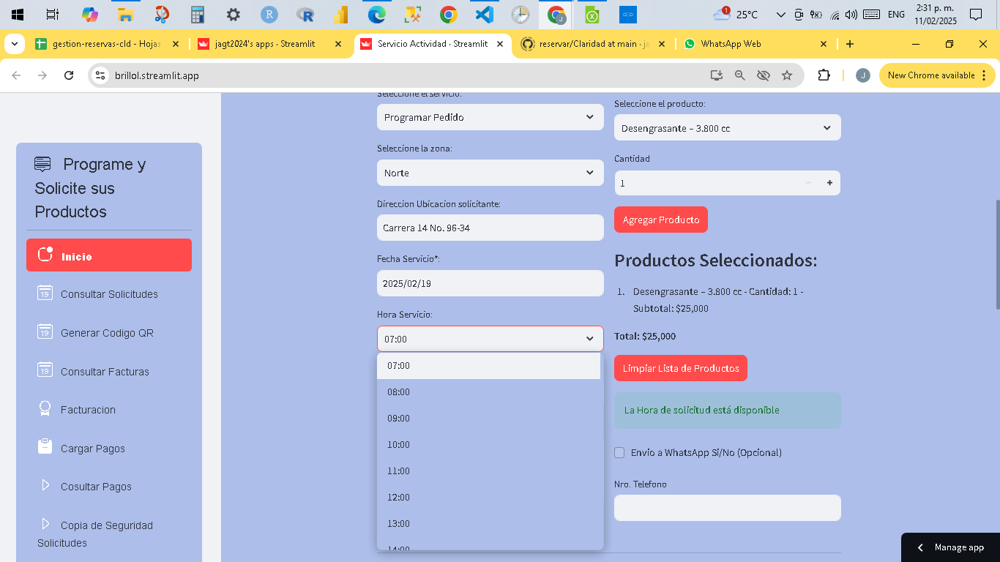 ENG
25°C
1
2:31 p. m.
11/02/2025
gestion-reservas-cld - Hojas
jagt2024's apps · Streamlit
Servicio Actividad · Streamlit
reservar/Claridad at main · ja
WhatsApp Web
brillol.streamlit.app
J
New Chrome available
Programe y
Solicite sus
Productos
Inicio
Consultar Solicitudes
Generar Codigo QR
Consultar Facturas
Facturacion
Cargar Pagos
Cosultar Pagos
Copia de Seguridad
Solicitudes
Seleccione el servicio:
Programar Pedido
Seleccione la zona:
Norte
Direccion Ubicacion solicitante:
Carrera 14 No. 96-34
Fecha Servicio*:
2025/02/19
Hora Servicio:
07:00
07:00
08:00
09:00
10:00
11:00
12:00
13:00
14:00
Seleccione el producto:
Desengrasante – 3.800 cc
Cantidad
1
Agregar Producto
Productos Seleccionados:
1. Desengrasante – 3.800 cc - Cantidad: 1 -
Subtotal: $25,000
Total: $25,000
Limpiar Lista de Productos
La Hora de solicitud está disponible
Envio a WhatsApp Si/No (Opcional)
Nro. Telefono
Manage app